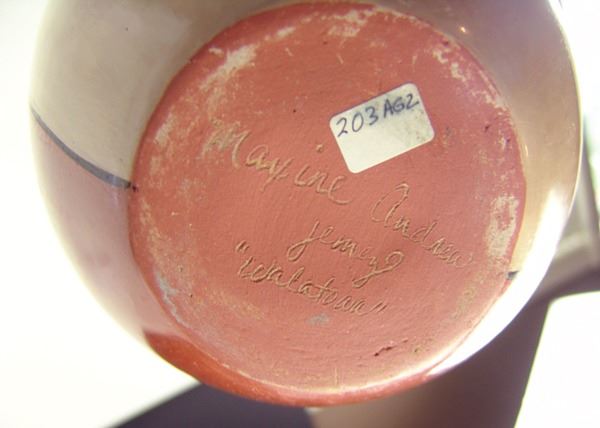 203AG2
Maxine Andrew
jemez
"Walatowa"